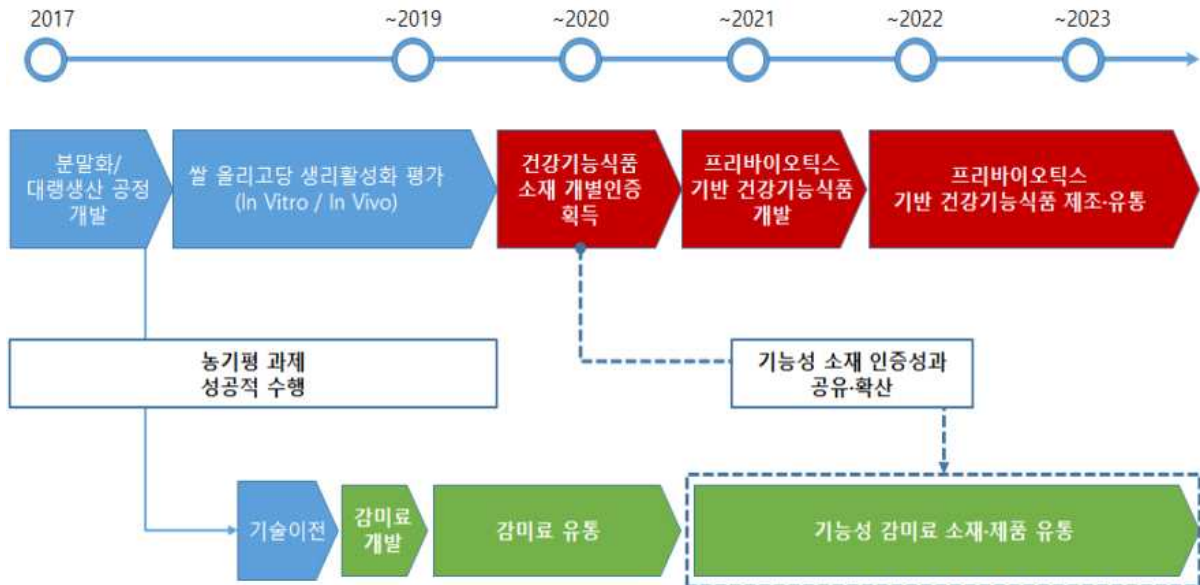 2017
~2019
~2020
~2021
~2022
~2023
분말화/
대랭생산 공정
개발
쌀 올리고당 생리활성화 평가
(In Vitro / In Vivo)
건강기능식품
소재 개별인증
획득
프리바이오틱스
기반 건강기능식품
개발
프리바이오틱스
기반 건강기능식품 제조·유통
농기평 과제
성공적 수행
기능성 소재 인증성과
공유·확산
기술이전
감미료
개발
감미료 유통
기능성 감미료 소재·제품 유통